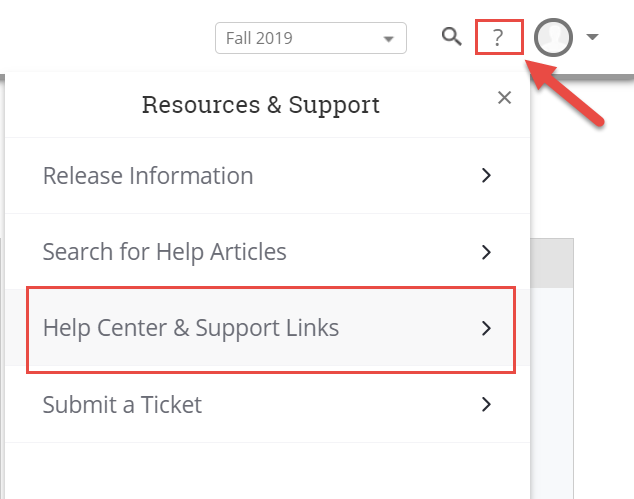 Fall 2019
?
Resources & Support
Release Information
Search for Help Articles
Help Center & Support Links
Submit a Ticket